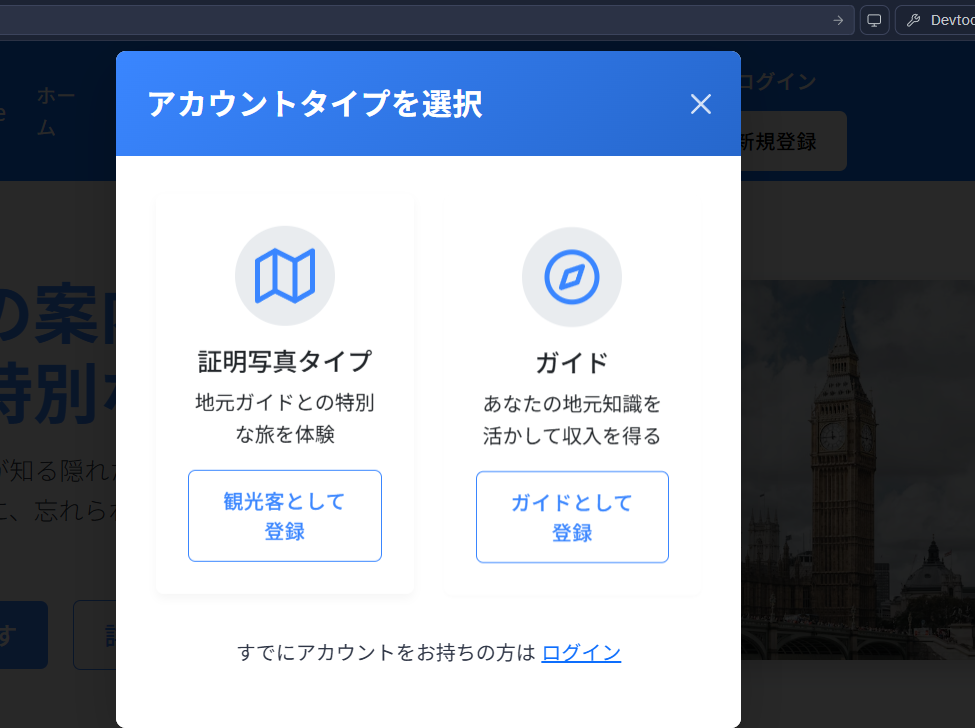 Devtoo
ホー
ム
e
ログイン
新規登録
アカウントタイプを選択
の案内
特別な
が知る隠れた
に、忘れられ
証明写真タイプ
地元ガイドとの特別
な旅を体験
観光客として
登録
ガイド
あなたの地元知識を
活かして収入を得る
ガイドとして
登録
す
すでにアカウントをお持ちの方は ログイン